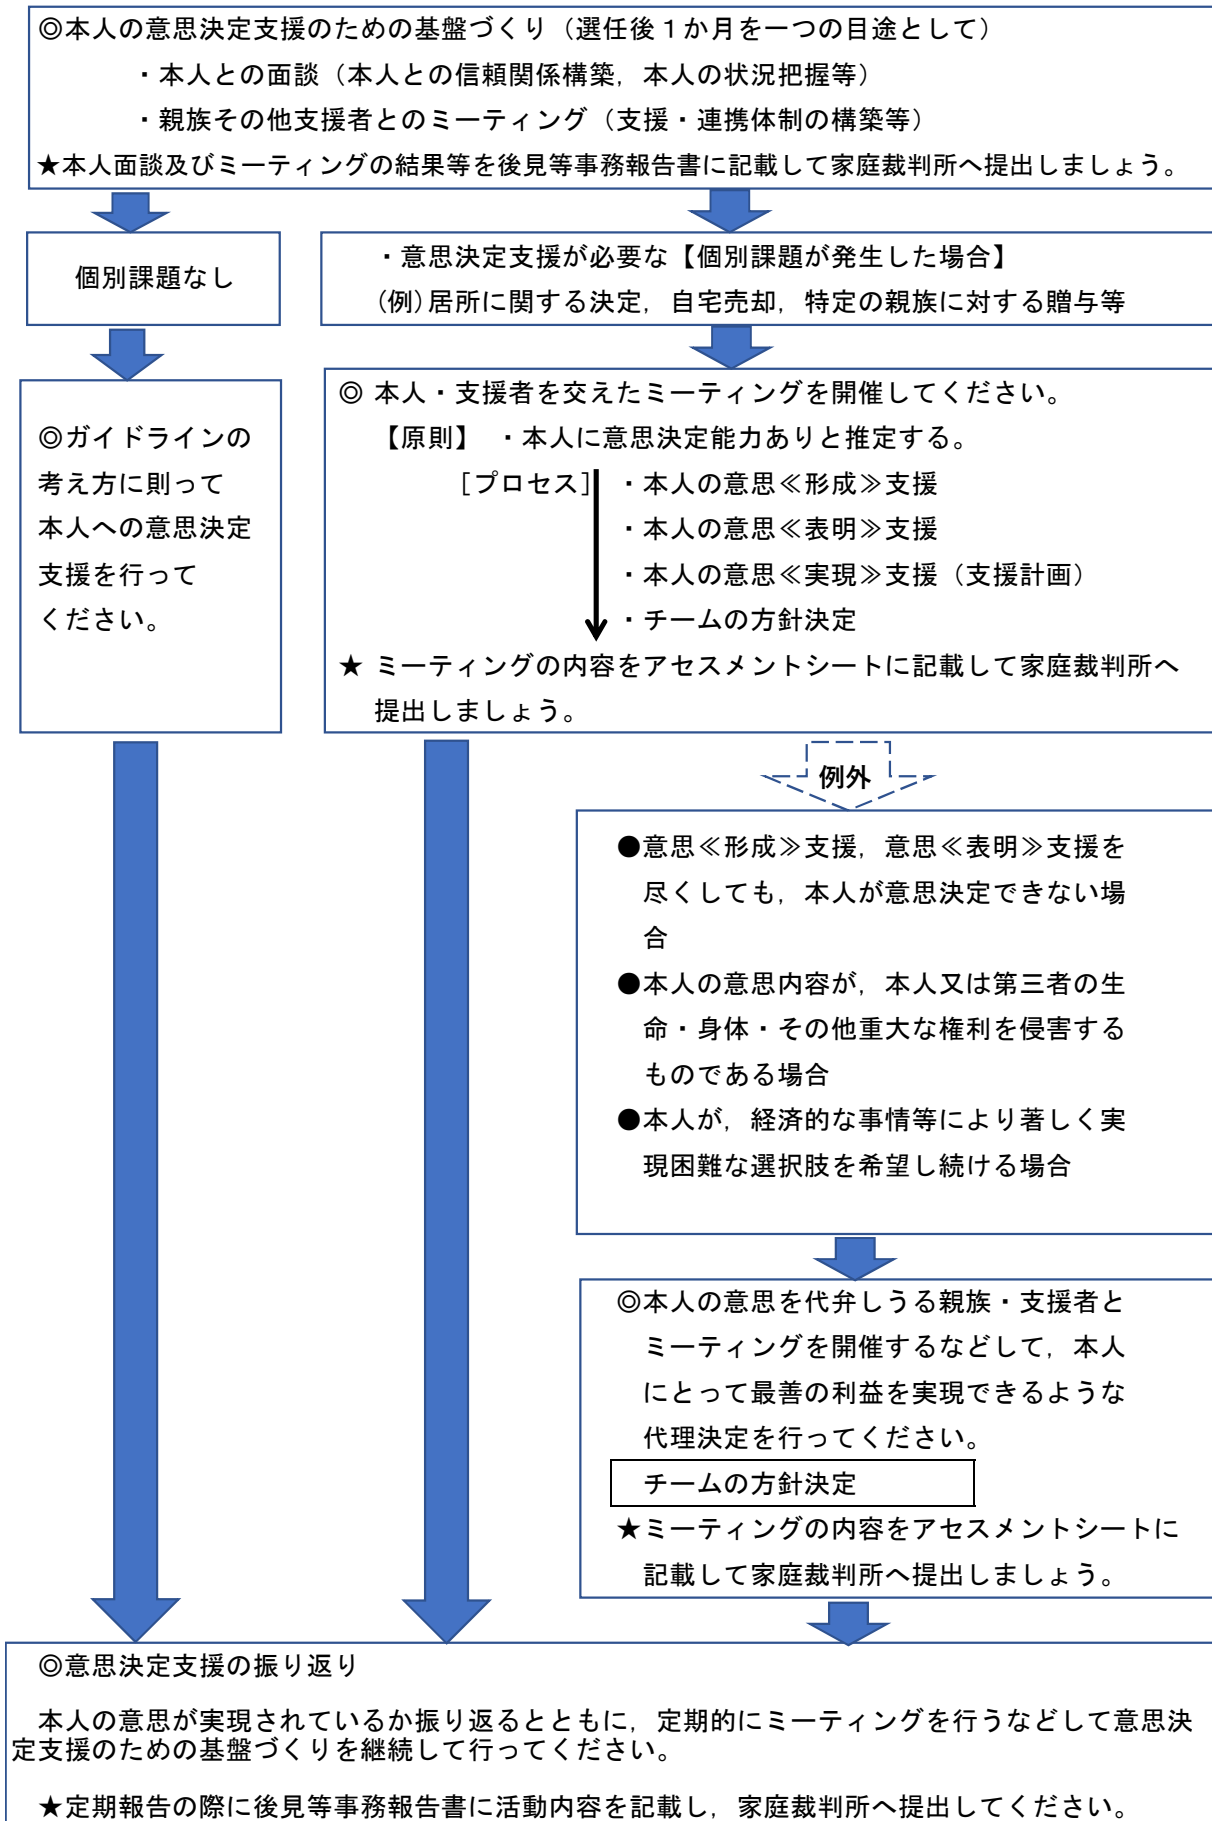 ◎本人の意思決定支援のための基盤づくり（選任後１か月を一つの目途として）
・本人との面談（本人との信頼関係構築，本人の状況把握等）
・親族その他支援者とのミーティング（支援・連携体制の構築等）
★本人面談及びミーティングの結果等を後見等事務報告書に記載して家庭裁判所へ提出しましょう。
個別課題なし
・意思決定支援が必要な【個別課題が発生した場合】
(例)居所に関する決定，自宅売却，特定の親族に対する贈与等
◎ガイドラインの
考え方に則って
本人への意思決定
支援を行って
ください。
◎ 本人・支援者を交えたミーティングを開催してください。
【原則】 ・本人に意思決定能力ありと推定する。
［プロセス］ ・本人の意思≪形成≫支援
・本人の意思≪表明≫支援
・本人の意思≪実現≫支援（支援計画）
・チームの方針決定
★ ミーティングの内容をアセスメントシートに記載して家庭裁判所へ
提出しましょう。
例外
●意思≪形成≫支援，意思≪表明≫支援を
尽くしても，本人が意思決定できない場
合
●本人の意思内容が，本人又は第三者の生
命・身体・その他重大な権利を侵害する
ものである場合
●本人が，経済的な事情等により著しく実
現困難な選択肢を希望し続ける場合
◎本人の意思を代弁しうる親族・支援者と
ミーティングを開催するなどして，本人
にとって最善の利益を実現できるような
代理決定を行ってください。
チームの方針決定
★ミーティングの内容をアセスメントシートに
記載して家庭裁判所へ提出しましょう。
◎意思決定支援の振り返り
本人の意思が実現されているか振り返るとともに，定期的にミーティングを行うなどして意思決
定支援のための基盤づくりを継続して行ってください。
★定期報告の際に後見等事務報告書に活動内容を記載し，家庭裁判所へ提出してください。